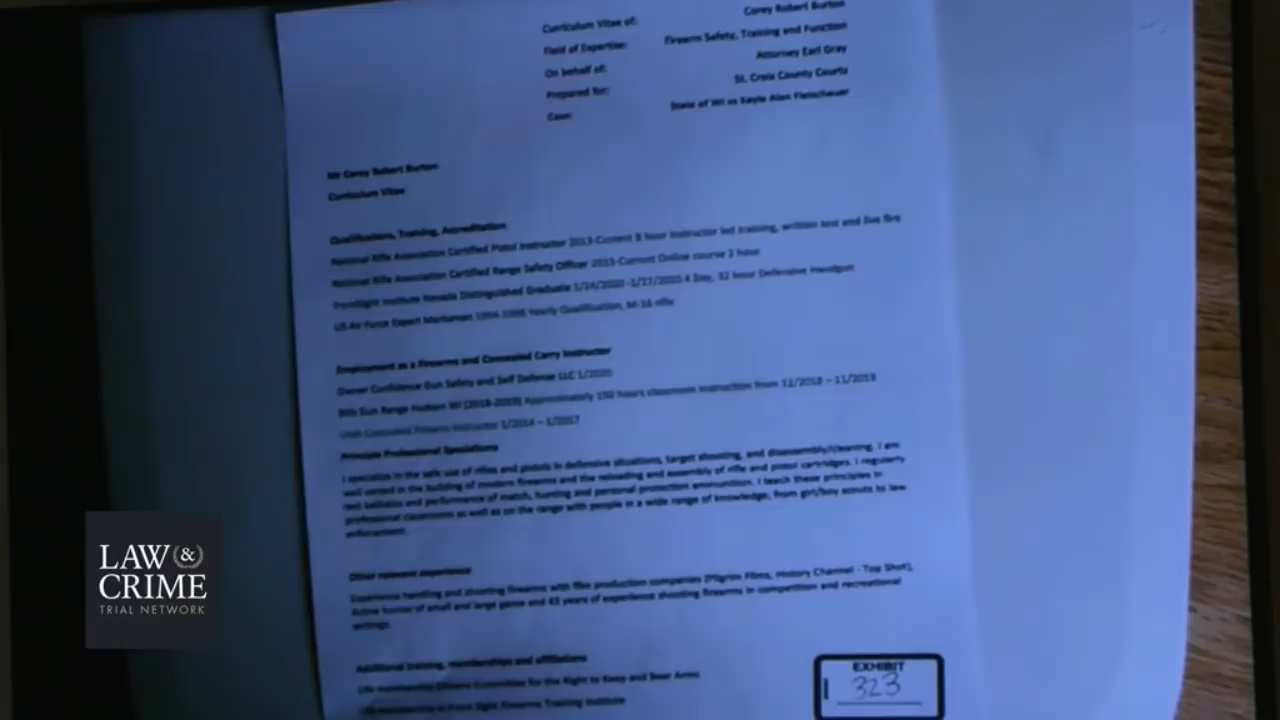 Curriculum Vitae of: Corey Robert Burton
Field of Expertise: Firearm Safety, Training and Function
On behalf of: Attorney Earl Gray
Prepared for: St. Croix County Courts
Case: State of WI vs Kayle Alan Fleischauer
Mr Corey Robert Burton
Curriculum Vitae
Qualifications, Training, Accreditation
National Rifle Association Certified Pistol Instructor 2013-Current 8 hour instructor led training, written test and live fire
National Rifle Association Certified Range Safety Officer 2015-Current Online course 3 hour
FrontSight Institute Nevada Distinguished Graduate 1/24/2020 -1/27/2020 4 Day, 32 hour Defensive Handgun
US Air Force Expert Marksman 1994-1998 Yearly Qualification, M-16 rifle
Employment as a Firearms and Concealed Carry Instructor
Owner Confidence Gun Safety and Self Defense LLC 1/2020
Bills Gun Range Hudson WI (2018-2019) Approximately 150 hours classroom instruction from 12/2018 – 11/2019
Utah Concealed Firearm Instructor 1/2014 – 1/2017
Principle Professional Specialisms
I specialize in the safe use of rifles and pistols in defensive situations, target shooting, and disassembly/cleaning. I am
well versed in the building of modern firearms and the reloading and assembly of rifle and pistol cartridges. I regularly
test ballistics and performance of match, hunting and personal protection ammunition. I teach these principles in
professional classrooms as well as on the range with people in a wide range of knowledge, from girl/boy scouts to law
enforcement.
Other relevant experience
Experience handling and shooting firearms with film production companies (Pilgrim Films, History Channel - Top Shot).
Active hunter of small and large game and 43 years of experience shooting firearms in competition and recreational
settings.
Additional training, memberships and affiliations
Life membership Citizens Committee for the Right to Keep and Bear Arms
Life Membership in Front Sight Firearms Training Institute
EXHIBIT
323
LAW & CRIME
TRIAL NETWORK